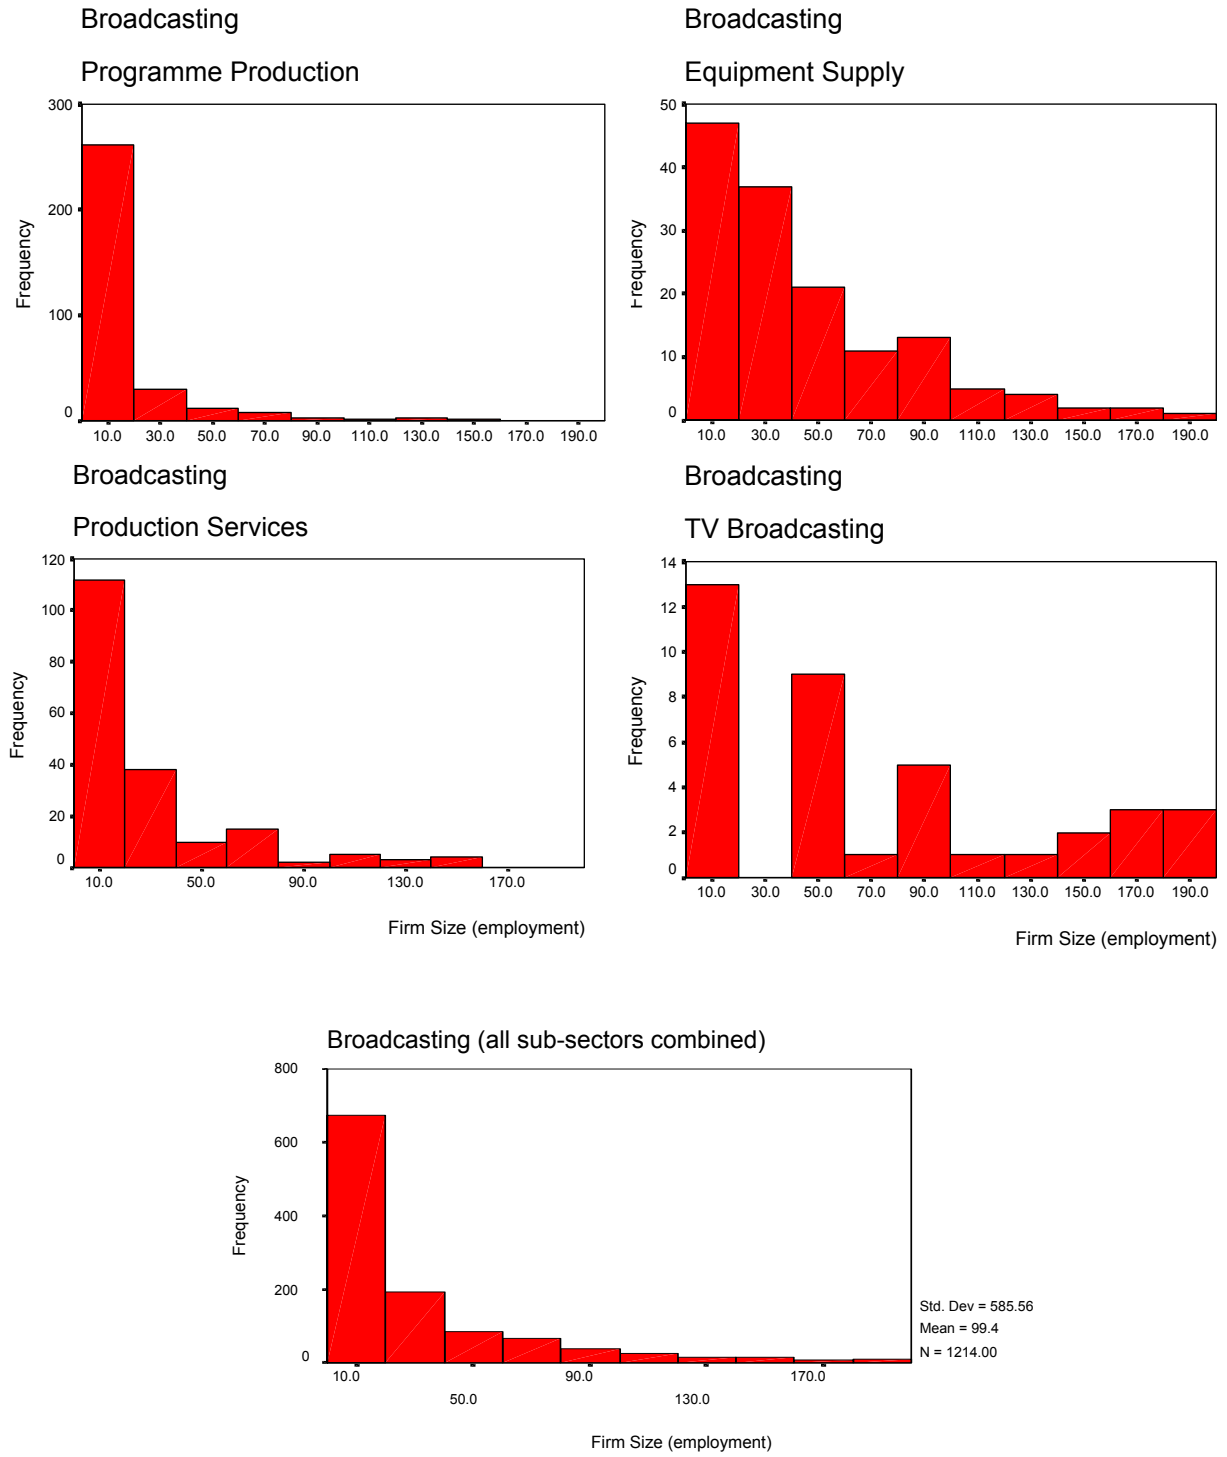 Broadcasting
Programme Production
300
200
100
0
Frequency
10.0 30.0 50.0 70.0 90.0 110.0 130.0 150.0 170.0 190.0
Broadcasting
Equipment Supply
50
40
30
20
10
0
Frequency
10.0 30.0 50.0 70.0 90.0 110.0 130.0 150.0 170.0 190.0
Broadcasting
Production Services
120
100
80
60
40
20
0
Frequency
10.0 50.0 90.0 130.0 170.0
Firm Size (employment)
Broadcasting
TV Broadcasting
14
12
10
8
6
4
2
0
Frequency
10.0 30.0 50.0 70.0 90.0 110.0 130.0 150.0 170.0 190.0
Firm Size (employment)
Broadcasting (all sub-sectors combined)
800
600
400
200
0
Frequency
10.0 90.0 170.0
50.0 130.0
Firm Size (employment)
Std. Dev = 585.56
Mean = 99.4
N = 1214.00